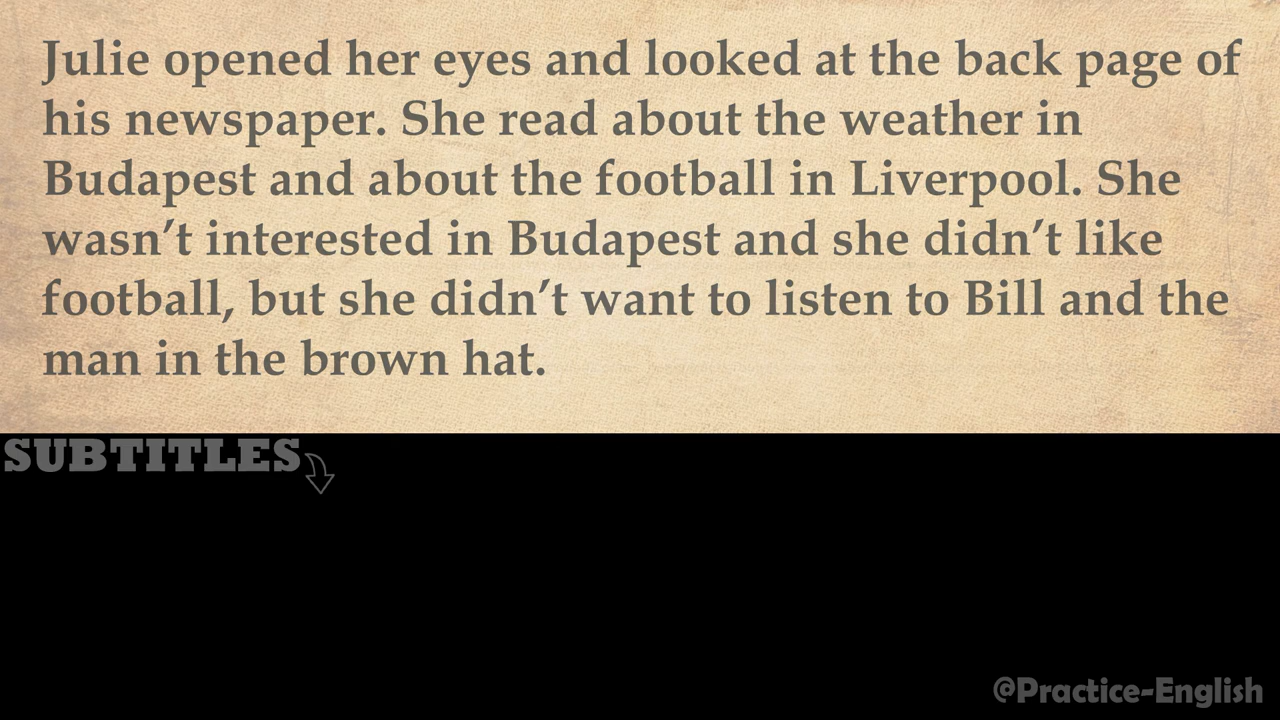 Julie opened her eyes and looked at the back page of
his newspaper. She read about the weather in
Budapest and about the football in Liverpool. She
wasn’t interested in Budapest and she didn’t like
football, but she didn’t want to listen to Bill and the
man in the brown hat.
SUBTITLES
@Practice-English